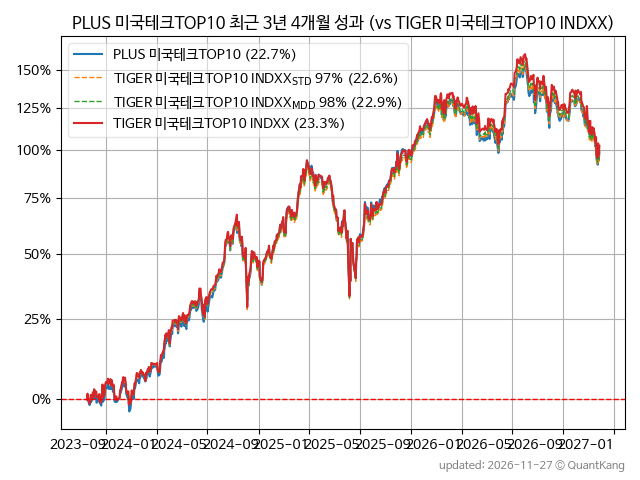 PLUS 미국테크TOP10 최근 3년 4개월 성과 (vs TIGER 미국테크TOP10 INDXX)
PLUS 미국테크TOP10 (22.7%)
TIGER 미국테크TOP10 INDXXSTD 97% (22.6%)
TIGER 미국테크TOP10 INDXXMDD 98% (22.9%)
TIGER 미국테크TOP10 INDXX (23.3%)
150%
125%
100%
75%
50%
25%
0%
2023-09 2024-01 2024-05 2024-09 2025-01 2025-05 2025-09 2026-01 2026-05 2026-09 2027-01
updated: 2026-11-27 ⓒ QuantKang